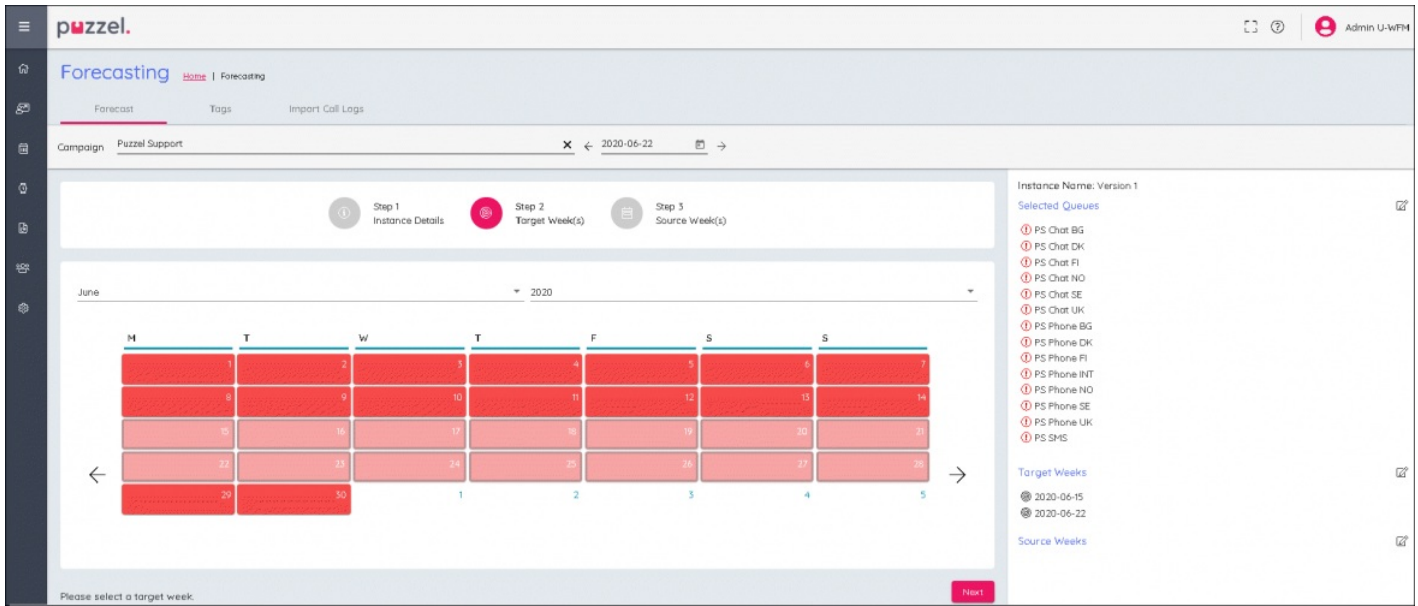 puzzel.
Admin U-WFM
Forecasting Home | Forecasting
Forecast Tags Import Call Logs
Campaign Puzzel Support 2020-06-22
Step 1
Instance Details
Step 2
Target Week(s)
Step 3
Source Week(s)
June 2020
M T W T F S S
1 2 3 4 5 6 7
8 9 10 11 12 13 14
15 16 17 18 19 20 21
22 23 24 25 26 27 28
29 30 1 2 3 4 5
Please select a target week.
Next
Instance Name: Version 1
Selected Queues
PS Chat BG
PS Chat DK
PS Chat FI
PS Chat NO
PS Chat SE
PS Chat UK
PS Phone BG
PS Phone DK
PS Phone FI
PS Phone INT
PS Phone NO
PS Phone SE
PS Phone UK
PS SMS
Target Weeks
2020-06-15
2020-06-22
Source Weeks